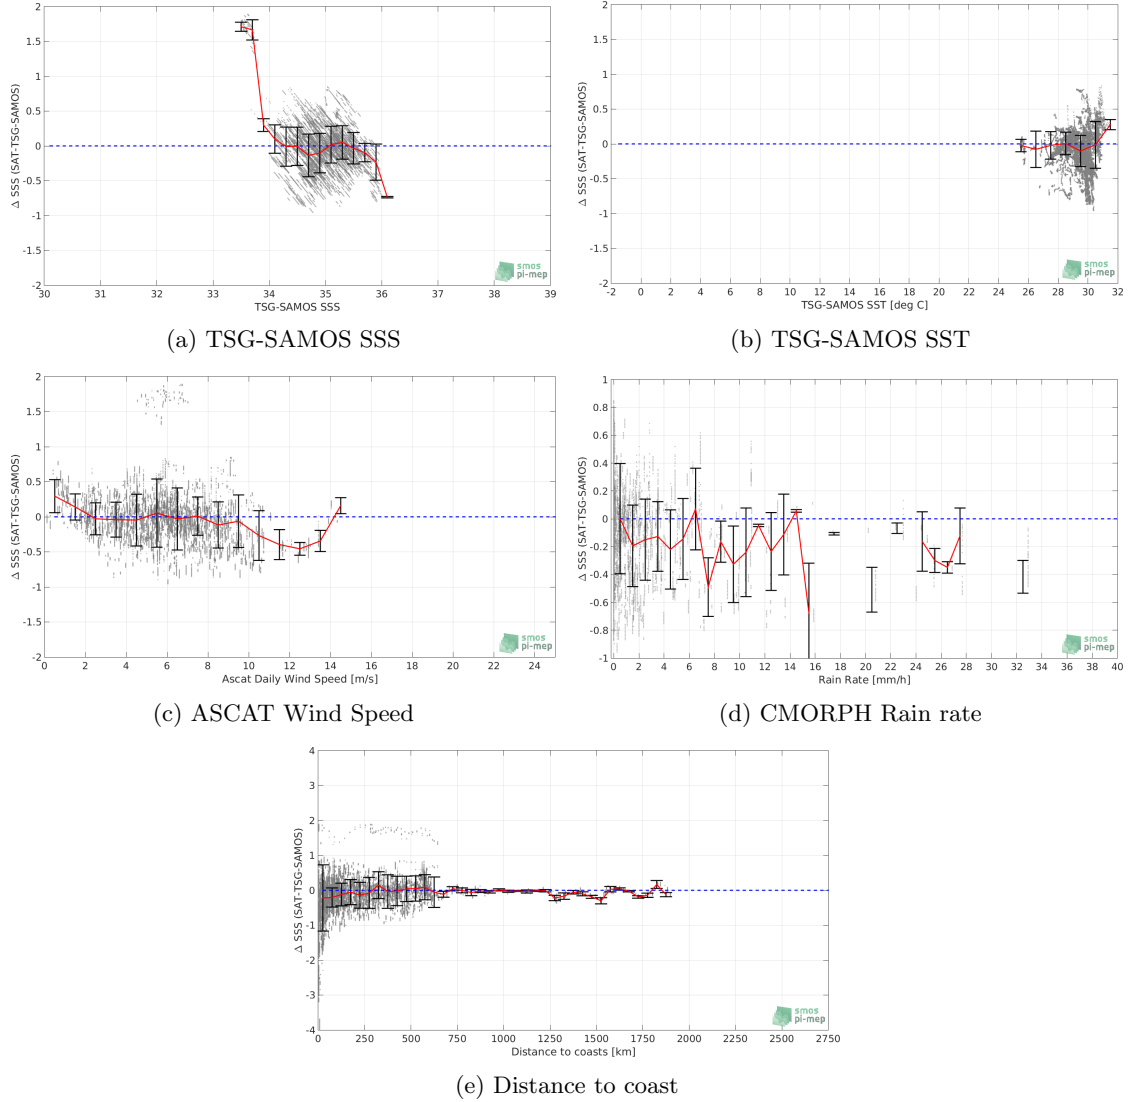 2
1.5
1
0.5
0
-0.5
-1
-1.5
-2
Δ SSS (SAT-TSG-SAMOS)
30 31 32 33 34 35 36 37 38 39
TSG-SAMOS SSS
smos
pi-mep
(a) TSG-SAMOS SSS
2
1.5
1
0.5
0
-0.5
-1
-1.5
-2
Δ SSS (SAT-TSG-SAMOS)
-2 0 2 4 6 8 10 12 14 16 18 20 22 24 26 28 30 32
TSG-SAMOS SST [deg C]
smos
pi-mep
(b) TSG-SAMOS SST
2
1.5
1
0.5
0
-0.5
-1
-1.5
-2
Δ SSS (SAT-TSG-SAMOS)
0 2 4 6 8 10 12 14 16 18 20 22 24
Ascat Daily Wind Speed [m/s]
smos
pi-mep
(c) ASCAT Wind Speed
1
0.8
0.6
0.4
0.2
0
-0.2
-0.4
-0.6
-0.8
-1
Δ SSS (SAT-TSG-SAMOS)
0 2 4 6 8 10 12 14 16 18 20 22 24 26 28 30 32 34 36 38 40
Rain Rate [mm/h]
smos
pi-mep
(d) CMORPH Rain rate
4
3
2
1
0
-1
-2
-3
-4
Δ SSS (SAT-TSG-SAMOS)
0 250 500 750 1000 1250 1500 1750 2000 2250 2500 2750
Distance to coasts [km]
smos
pi-mep
(e) Distance to coast